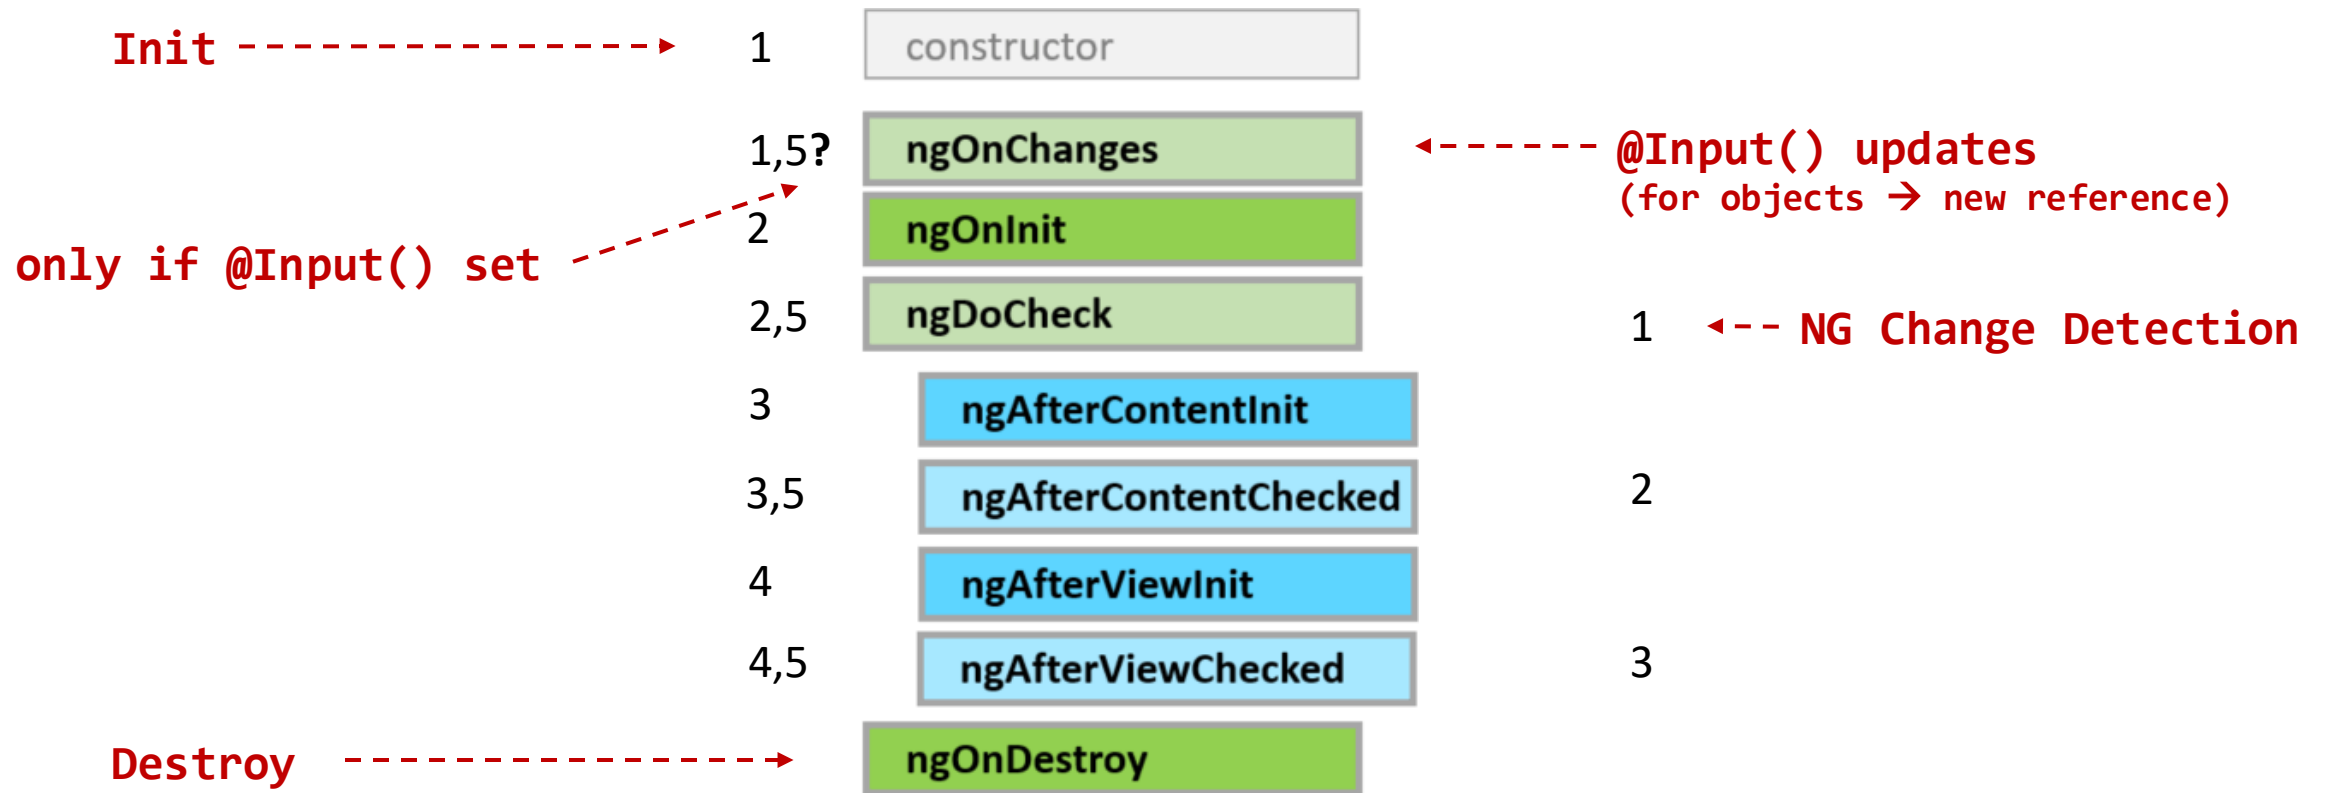 Init 1 constructor
1,5? ngOnChanges @Input() updates
(for objects → new reference)
2 ngOnInit
only if @Input() set
2,5 ngDoCheck 1 NG Change Detection
3 ngAfterContentInit
3,5 ngAfterContentChecked 2
4 ngAfterViewInit
4,5 ngAfterViewChecked 3
Destroy ngOnDestroy